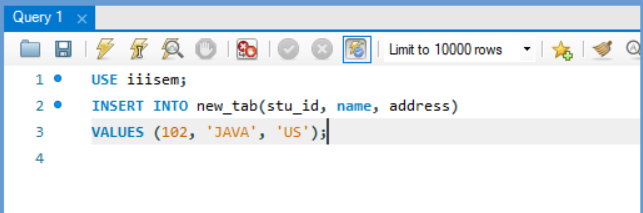 Query 1
Limit to 10000 rows
1 USE iiisem;
2 INSERT INTO new_tab(stu_id, name, address)
3 VALUES (102, 'JAVA', 'US');
4